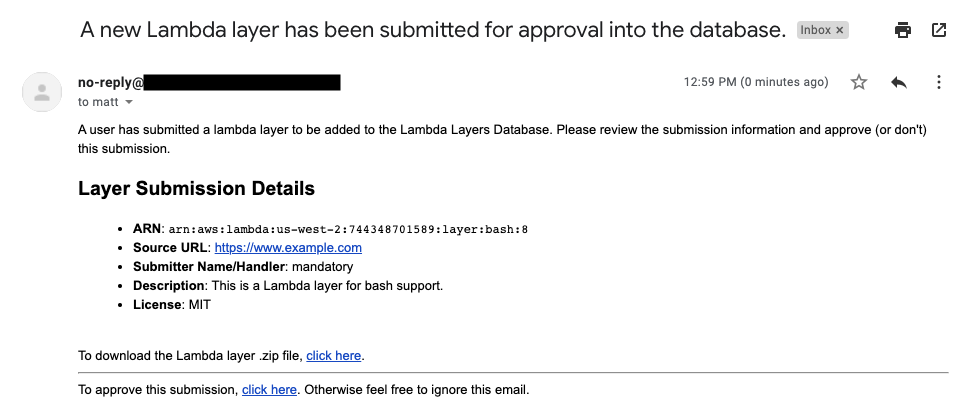 A new Lambda layer has been submitted for approval into the database. Inbox ×
no-reply@ 12:59 PM (0 minutes ago)
to matt
A user has submitted a lambda layer to be added to the Lambda Layers Database. Please review the submission information and approve (or don't)
this submission.
Layer Submission Details
• ARN: arn:aws:lambda:us-west-2:744348701589:layer:bash:8
• Source URL: https://www.example.com
• Submitter Name/Handler: mandatory
• Description: This is a Lambda layer for bash support.
• License: MIT
To download the Lambda layer .zip file, click here.
To approve this submission, click here. Otherwise feel free to ignore this email.